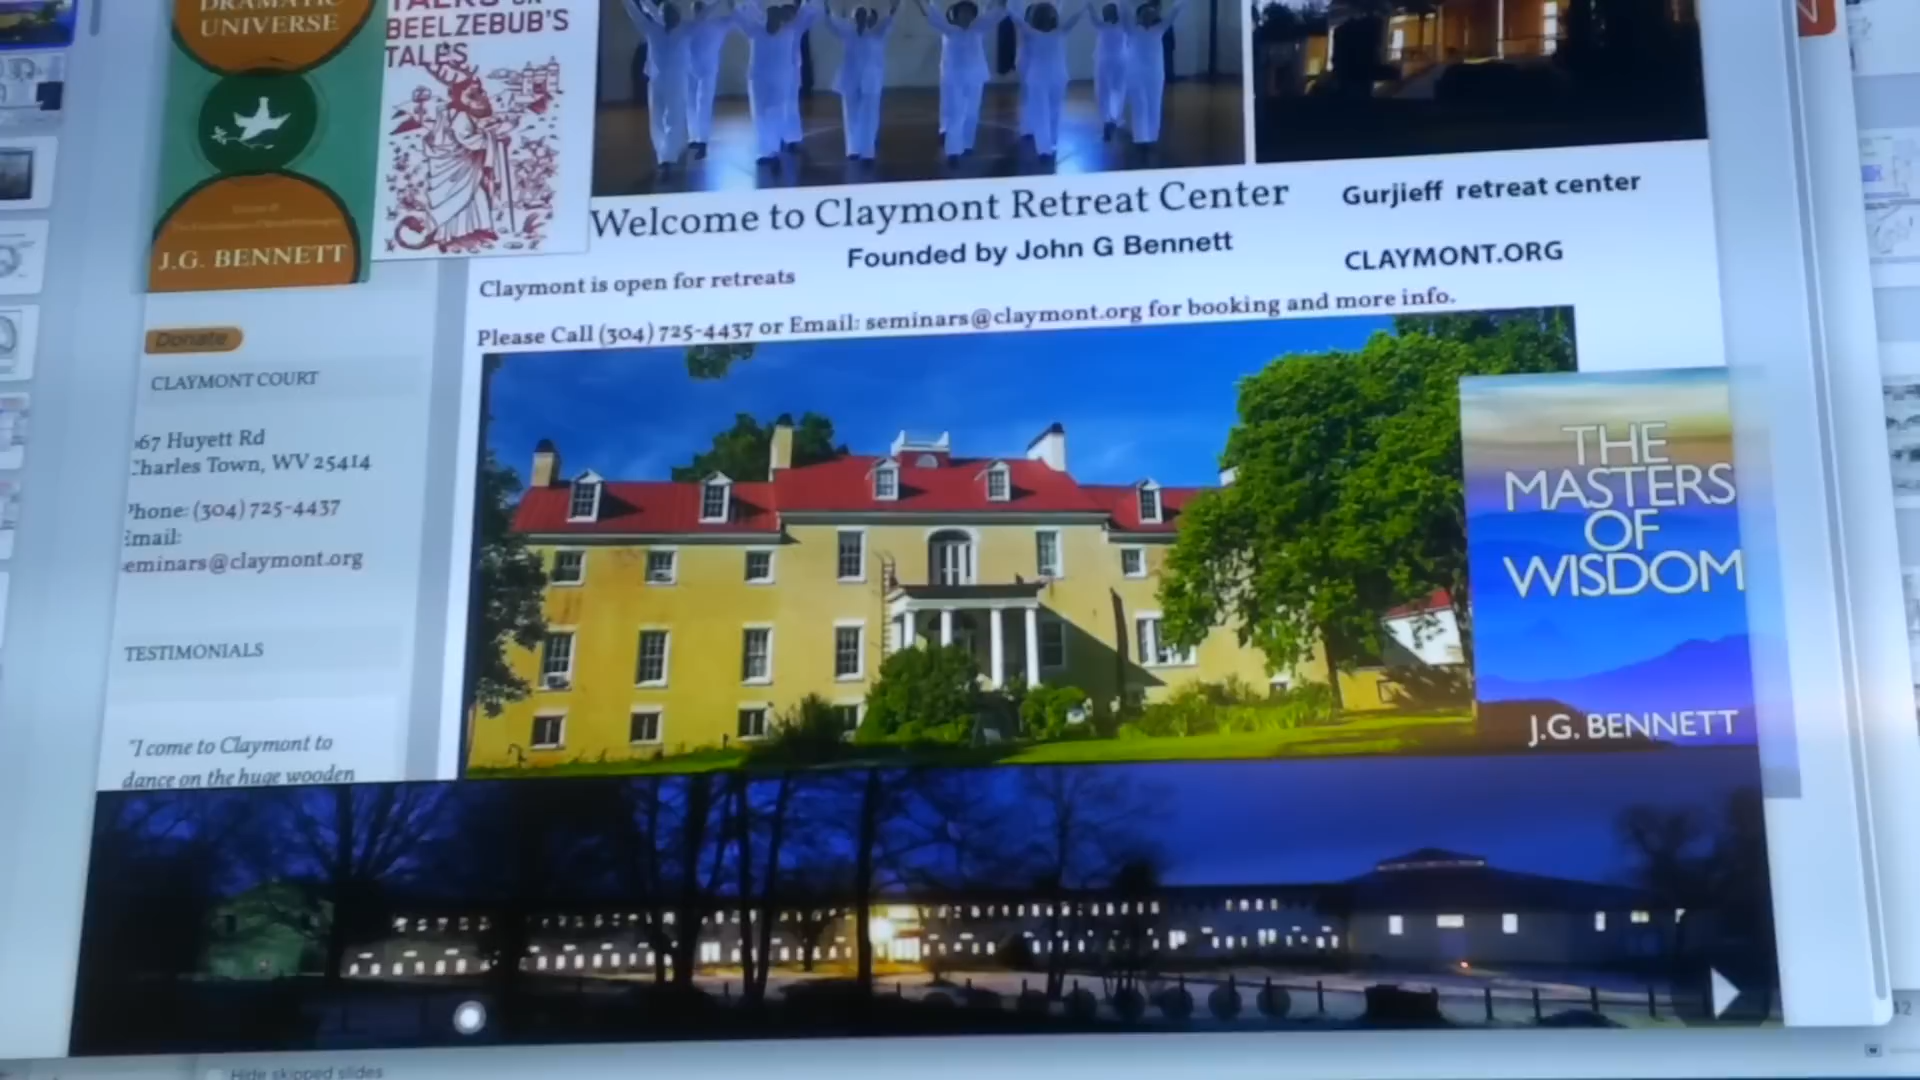 DRAMATIC
UNIVERSE
J.G. BENNETT
BEELZEBUB'S
TALES
Welcome to Claymont Retreat Center
Gurjieff retreat center
Founded by John G Bennett
CLAYMONT.ORG
Claymont is open for retreats
Please Call (304) 725-4437 or Email: seminars@claymont.org for booking and more info.
Donate
CLAYMONT COURT
67 Huyett Rd
Charles Town, WV 25414
Phone: (304) 725-4437
Email:
eminars@claymont.org
TESTIMONIALS
"I come to Claymont to
dance on the huge wooden
THE
MASTERS
OF
WISDOM
J.G. BENNETT
Hide skipped slides